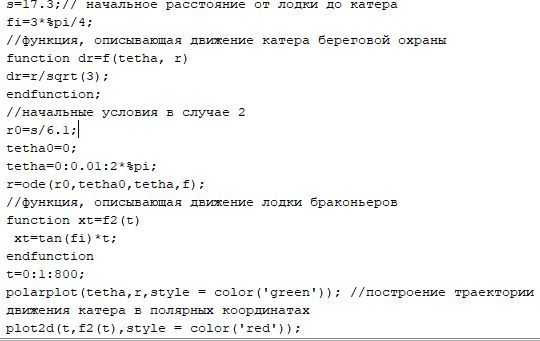 s=17.3;// начальное расстояние от лодки до катера
fi=3*%pi/4;
//функция, описывающая движение катера береговой охраны
function dr=f(tetha, r)
dr=r/sqrt(3);
endfunction;
//начальные условия в случае 2
r0=s/6.1;
tetha0=0;
tetha=0:0.01:2*%pi;
r=ode(r0,tetha0,tetha,f);
//функция, описывающая движение лодки браконьеров
function xt=f2(t)
 xt=tan(fi)*t;
endfunction
t=0:1:800;
polarplot(tetha,r,style = color('green')); //построение траектории
движения катера в полярных координатах
plot2d(t,f2(t),style = color('red'));